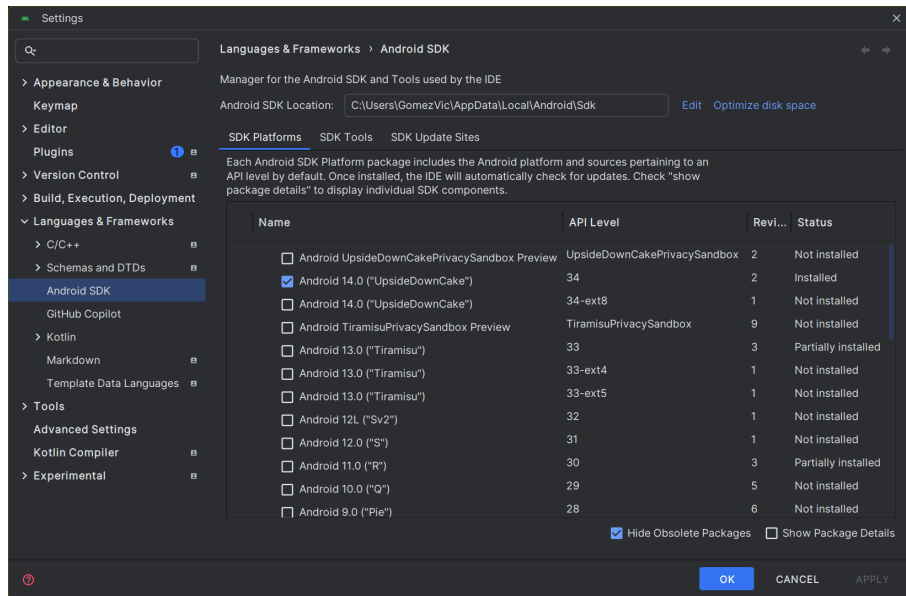 Settings
Languages & Frameworks › Android SDK
Appearance & Behavior
Keymap
Editor
Plugins 1
Version Control
Build, Execution, Deployment
Languages & Frameworks
C/C++
Schemas and DTDs
Android SDK
GitHub Copilot
Kotlin
Markdown
Template Data Languages
Tools
Advanced Settings
Kotlin Compiler
Experimental
Manager for the Android SDK and Tools used by the IDE
Android SDK Location: C:\Users\GomezVic\AppData\Local\Android\Sdk Edit Optimize disk space
SDK Platforms SDK Tools SDK Update Sites
Each Android SDK Platform package includes the Android platform and sources pertaining to an
API level by default. Once installed, the IDE will automatically check for updates. Check "show
package details" to display individual SDK components.
Name API Level Revi... Status
Android UpsideDownCakePrivacySandbox Preview UpsideDownCakePrivacySandbox 2 Not installed
Android 14.0 ("UpsideDownCake") 34 2 Installed
Android 14.0 ("UpsideDownCake") 34-ext8 1 Not installed
Android TiramisuPrivacySandbox Preview TiramisuPrivacySandbox 9 Not installed
Android 13.0 ("Tiramisu") 33 3 Partially installed
Android 13.0 ("Tiramisu") 33-ext4 1 Not installed
Android 13.0 ("Tiramisu") 33-ext5 1 Not installed
Android 12L ("Sv2") 32 1 Not installed
Android 12.0 ("S") 31 1 Not installed
Android 11.0 ("R") 30 3 Partially installed
Android 10.0 ("Q") 29 5 Not installed
Android 9.0 ("Pie") 28 6 Not installed
Hide Obsolete Packages Show Package Details
? OK CANCEL APPLY